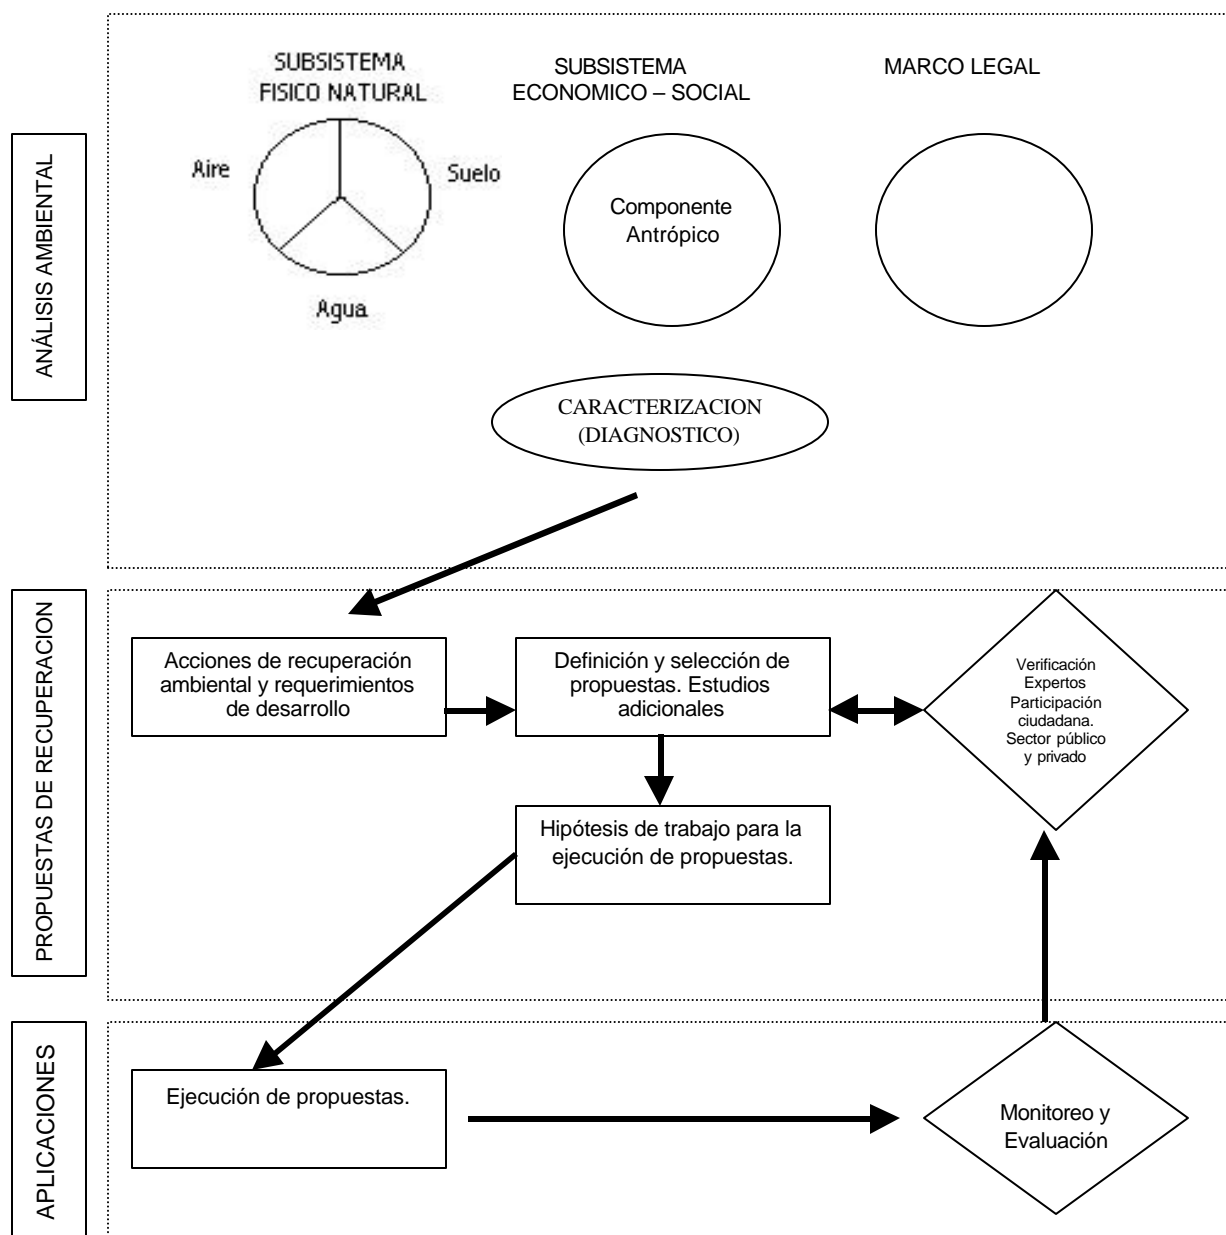 ANÁLISIS AMBIENTAL
SUBSISTEMA
FISICO NATURAL
Aire
Suelo
Agua
SUBSISTEMA
ECONOMICO – SOCIAL
Componente
Antrópico
MARCO LEGAL
CARACTERIZACION
(DIAGNOSTICO)
PROPUESTAS DE RECUPERACION
Acciones de recuperación
ambiental y requerimientos
de desarrollo
Definición y selección de
propuestas. Estudios
adicionales
Verificación
Expertos
Participación
ciudadana.
Sector público
y privado
Hipótesis de trabajo para la
ejecución de propuestas.
APLICACIONES
Ejecución de propuestas.
Monitoreo y
Evaluación